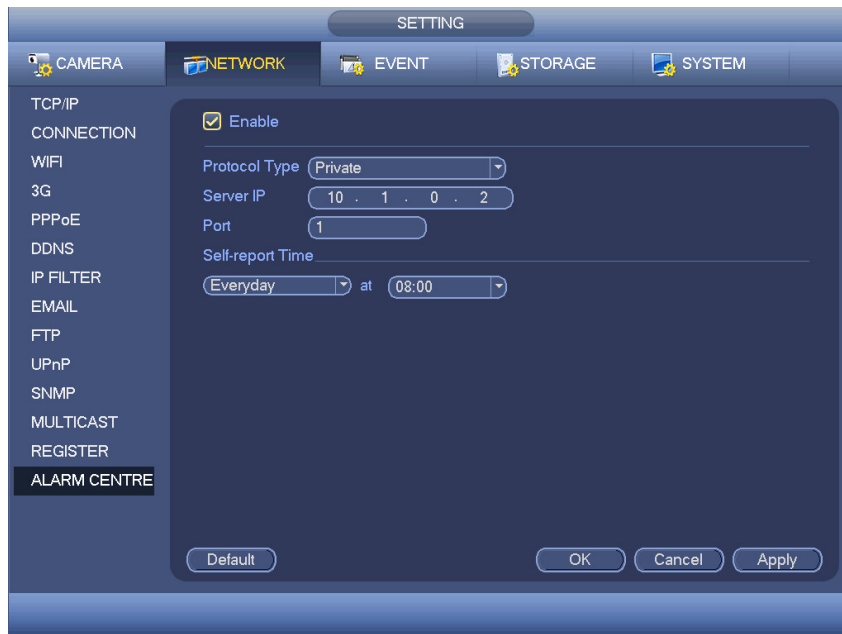 SETTING
CAMERA NETWORK EVENT STORAGE SYSTEM
TCP/IP
CONNECTION
WIFI
3G
PPPoE
DDNS
IP FILTER
EMAIL
FTP
UPnP
SNMP
MULTICAST
REGISTER
ALARM CENTRE
Enable
Protocol Type Private
Server IP 10 . 1 . 0 . 2
Port 1
Self-report Time
Everyday at 08:00
Default OK Cancel Apply